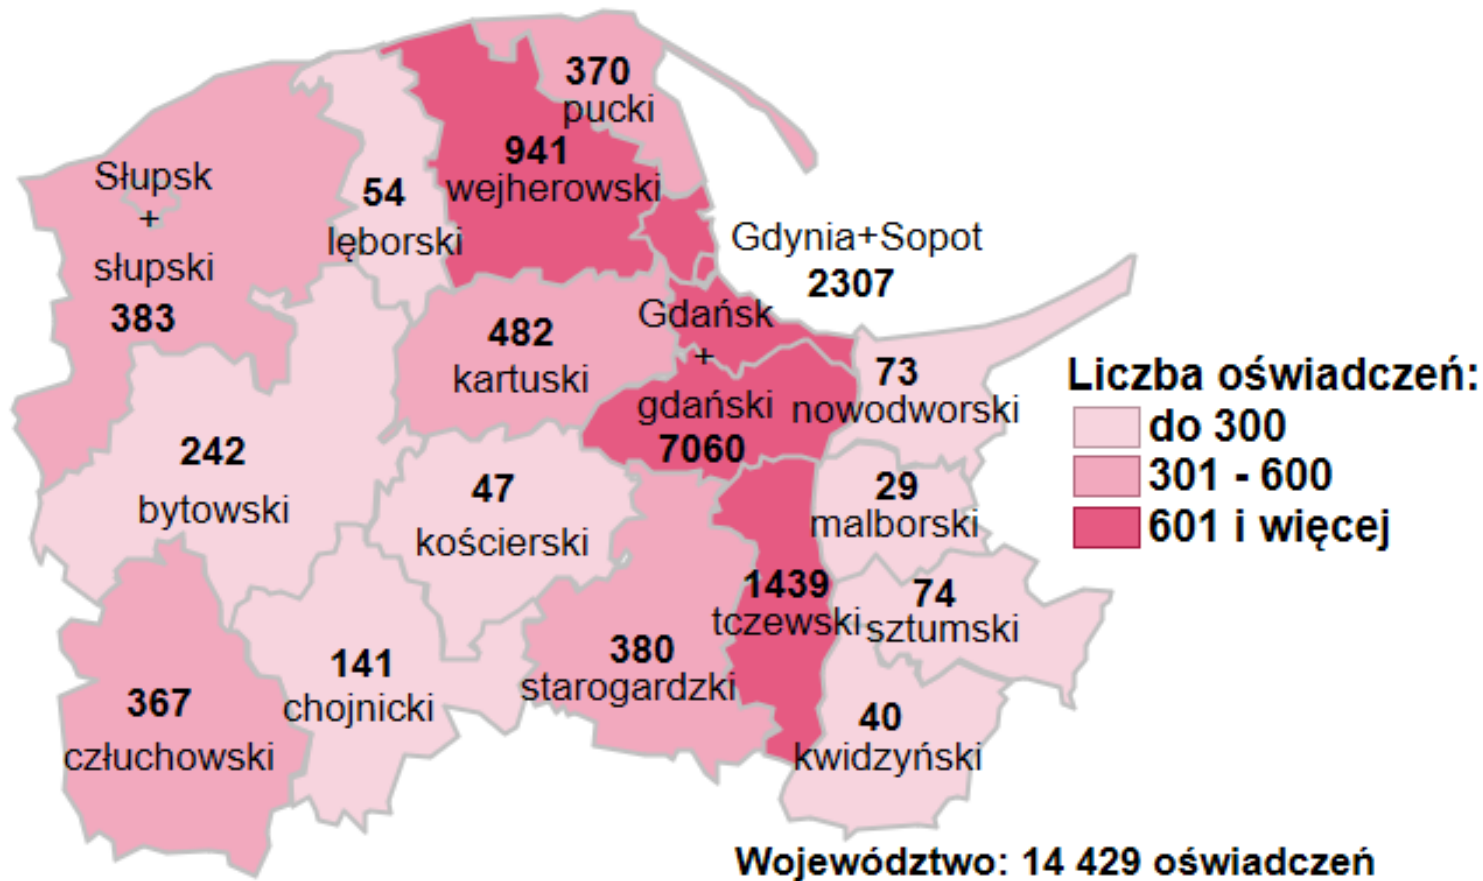 370
pucki
941
wejherowski
Słupsk
+
słupski
383
54
lęborski
Gdynia+Sopot
2307
482
kartuski
Gdańsk
+
gdański
7060
73
nowodworski
Liczba oświadczeń:
do 300
301 - 600
601 i więcej
242
bytowski
47
kościerski
29
malborski
1439
tczewski
74
sztumski
367
człuchowski
141
chojnicki
380
starogardzki
40
kwidzyński
Województwo: 14 429 oświadczeń